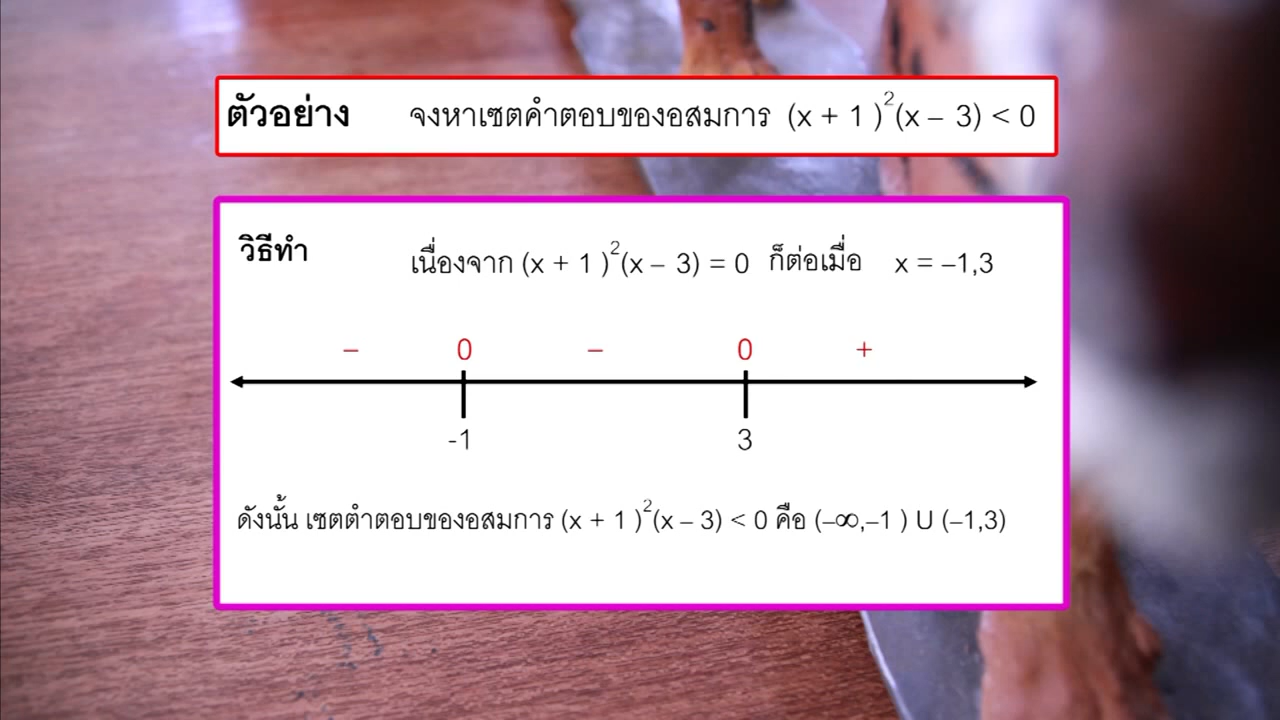 ตัวอย่าง จงหาเซตคำตอบของอสมการ (x + 1 )²(x – 3) < 0
วิธีทำ เนื่องจาก (x + 1 )²(x – 3) = 0 ก็ต่อเมื่อ x = –1,3
– 0 – 0 +
-1 3
ดังนั้น เซตตำตอบของอสมการ (x + 1 )²(x – 3) < 0 คือ (–∞,–1 ) U (–1,3)